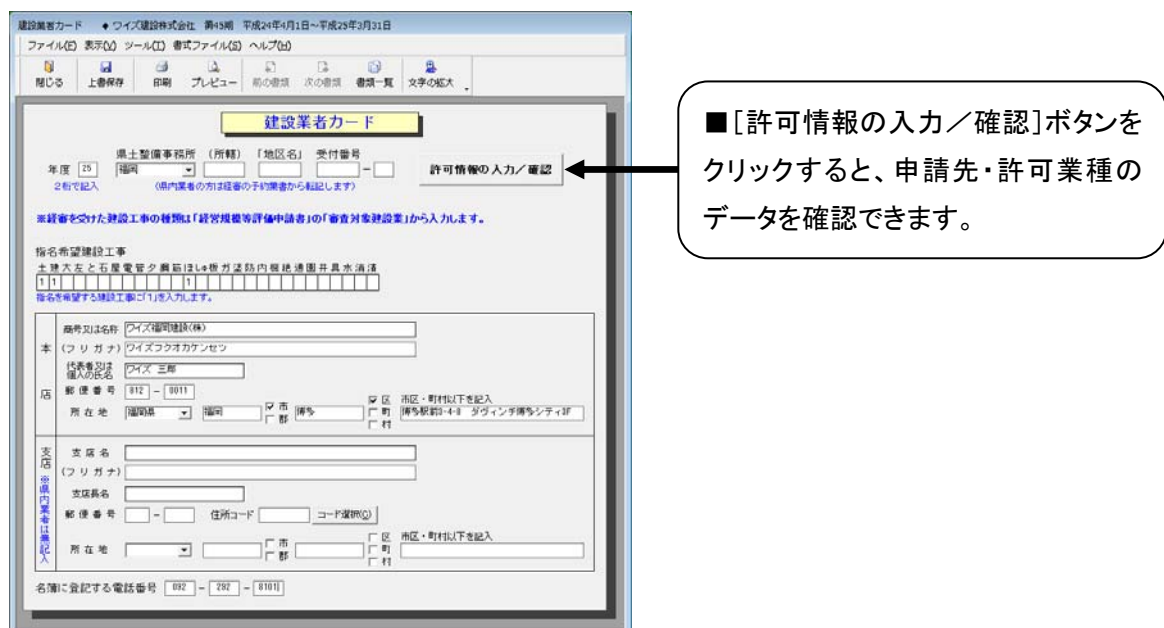 建設業者カード ◆ワイズ建設株式会社 第45期 平成24年4月1日～平成25年3月31日
ファイル(F) 表示(V) ツール(T) 書式ファイル(S) ヘルプ(H)
閉じる 上書保存 印刷 プレビュー 前の書類 次の書類 書類一覧 文字の拡大
建設業者カード
県土整備事務所 (所轄) 「地区名」 受付番号
年度 25 福岡 － 許可情報の入力／確認
2桁で記入 (県内業者の方は経審の予約葉書から転記します)
※経審を受けた建設工事の種類は「経営規模等評価申請書」の「審査対象建設業」から入力します。
指名希望建設工事
土建大左と石屋電管タ鋼筋ほしゅ板ガ塗防内機絶通園井具水消清
1 1 1
指名を希望する建設工事に「1」を入力します。
本店
商号又は名称 ワイズ福岡建設(株)
(フリガナ) ワイズフクオカケンセツ
代表者又は
個人の氏名 ワイズ 三郎
郵便番号 812 － 0011
所在地 福岡県 福岡 市 郡 博多 区 町 村 市区・町村以下を記入
博多駅前3-4-8 ダヴィンチ博多シティ3F
支店 ※県内業者は無記入
支店名
(フリガナ)
支店長名
郵便番号 － 住所コード コード選択(C)
所在地 市 郡 区 町 村 市区・町村以下を記入
名簿に登記する電話番号 092 － 292 － 8101
■[許可情報の入力／確認]ボタンを
クリックすると、申請先・許可業種の
データを確認できます。